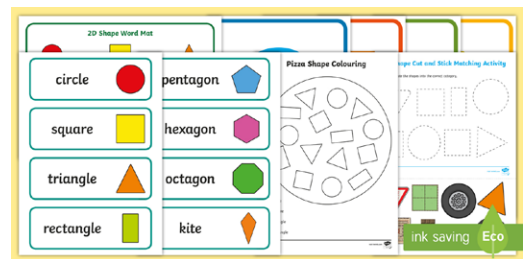 2D Shape Word Mat
circle
square
triangle
rectangle
pentagon
hexagon
octagon
kite
Pizza Shape Colouring
Cut and Stick Matching Activity
ink saving
Eco